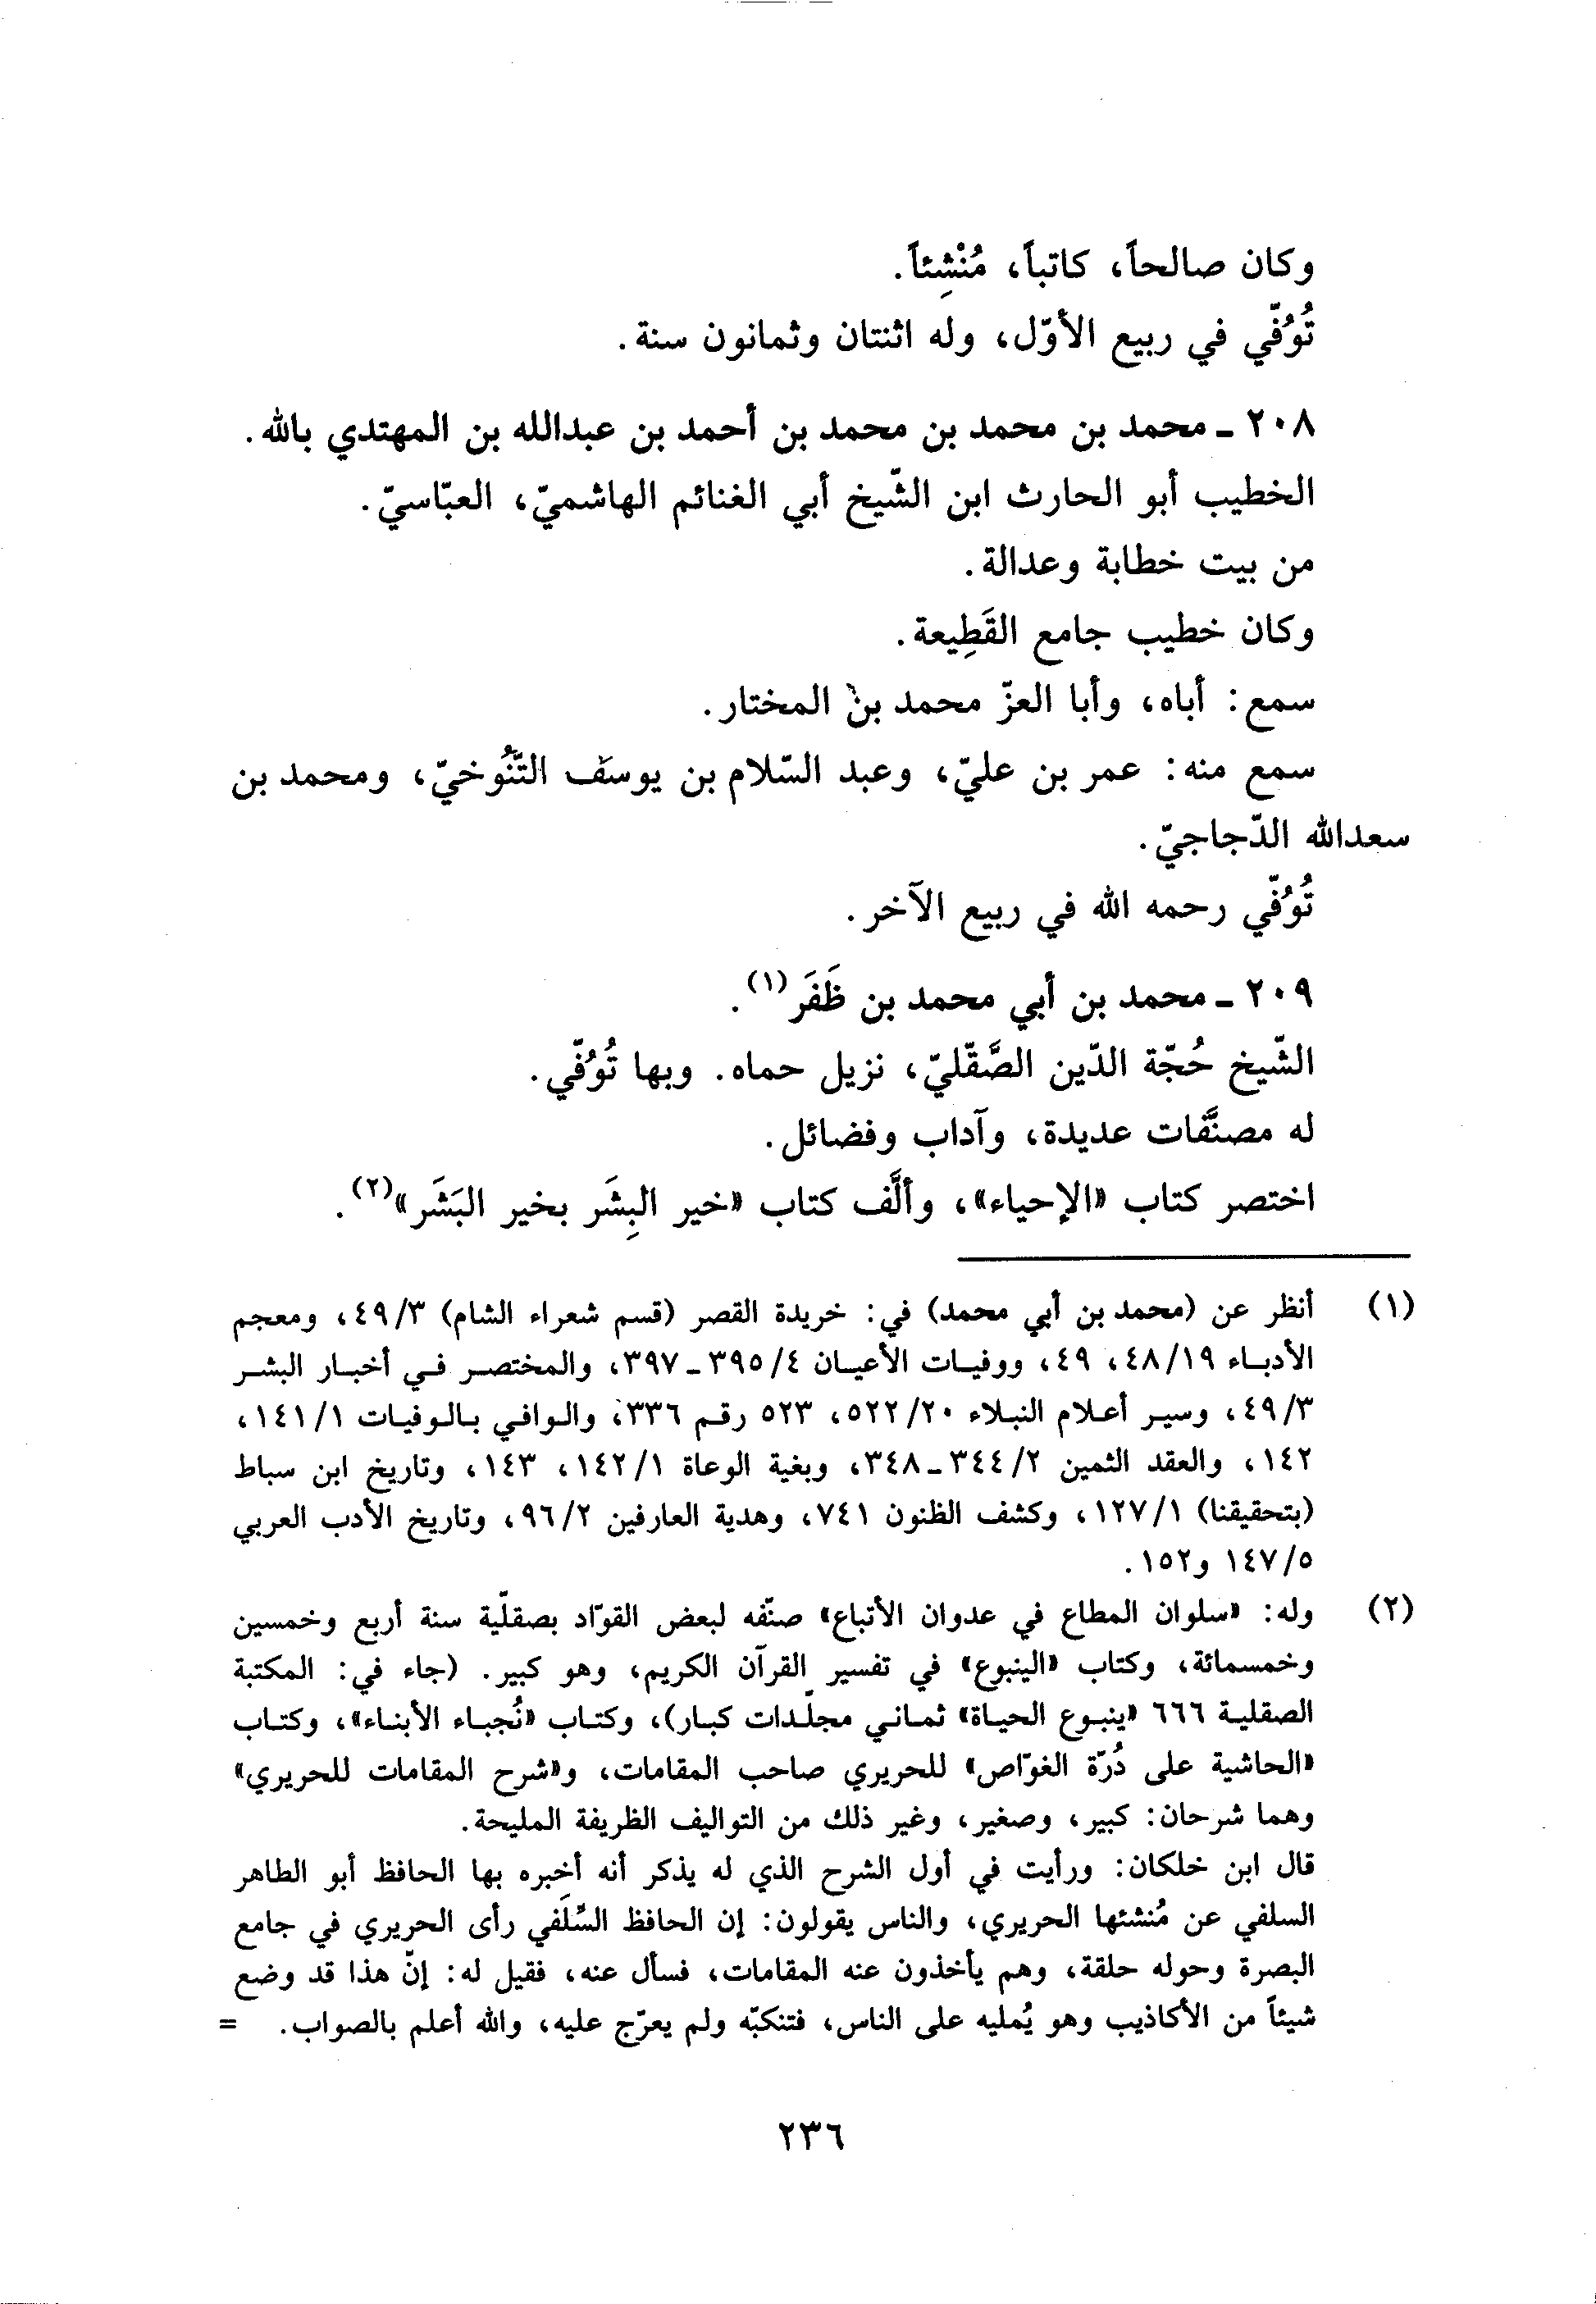 وكان صالحاً، كاتباً، مُنْشِئاً.
تُوُفّي في ربيع الأوّل، وله اثنتان وثمانون سنة.
٢٠٨ ـ محمد بن محمد بن محمد بن أحمد بن عبدالله بن المهتدي بالله.
الخطيب أبو الحارث ابن الشّيخ أبي الغنائم الهاشميّ، العبّاسيّ.
من بيت خطابة وعدالة.
وكان خطيب جامع القَطِيعة.
سمع: أباه، وأبا العزّ محمد بن المختار.
سمع منه: عمر بن عليّ، وعبد السّلام بن يوسف التَّنُوخيّ، ومحمد بن
سعدالله الدّجاجيّ.
تُوُفّي رحمه الله في ربيع الآخر.
٢٠٩ ـ محمد بن أبي محمد بن ظَفَر(١).
الشّيخ حُجّة الدّين الصَّقّليّ، نزيل حماه. وبها تُوُفّي.
له مصنَّفات عديدة، وآداب وفضائل.
اختصر كتاب «الإحياء»، وألَّف كتاب «خير البِشَر بخير البَشَر»(٢).
(١) أنظر عن (محمد بن أبي محمد) في: خريدة القصر (قسم شعراء الشام) ٤٩/٣، ومعجم
الأدباء ٤٨/١٩، ٤٩، ووفيات الأعيان ٣٩٥/٤ ـ ٣٩٧، والمختصر في أخبار البشر
٤٩/٣، وسير أعلام النبلاء ٥٢٢/٢٠، ٥٢٣ رقم ٣٣٦، والوافي بالوفيات ١٤١/١،
١٤٢، والعقد الثمين ٣٤٤/٢ ـ ٣٤٨، وبغية الوعاة ١٤٢/١، ١٤٣، وتاريخ ابن سباط
(بتحقيقنا) ١٢٧/١، وكشف الظنون ٧٤١، وهدية العارفين ٩٦/٢، وتاريخ الأدب العربي
١٤٧/٥ و١٥٢.
(٢) وله: «سلوان المطاع في عدوان الأتباع» صنّفه لبعض القوّاد بصقلّية سنة أربع وخمسين
وخمسمائة، وكتاب «الينبوع» في تفسير القرآن الكريم، وهو كبير. (جاء في: المكتبة
الصقلية ٦٦٦ «ينبوع الحياة» ثماني مجلّدات كبار)، وكتاب «نُجباء الأبناء»، وكتاب
«الحاشية على دُرّة الغوّاص» للحريري صاحب المقامات، و«شرح المقامات للحريري»
وهما شرحان: كبير، وصغير، وغير ذلك من التواليف الظريفة المليحة.
قال ابن خلكان: ورأيت في أول الشرح الذي له يذكر أنه أخبره بها الحافظ أبو الطاهر
السلفي عن مُنشئها الحريري، والناس يقولون: إن الحافظ السِّلَفي رأى الحريري في جامع
البصرة وحوله حلقة، وهم يأخذون عنه المقامات، فسأل عنه، فقيل له: إنّ هذا قد وضع
شيئاً من الأكاذيب وهو يُمليه على الناس، فتنكبّه ولم يعرّج عليه، والله أعلم بالصواب. =
٢٣٦